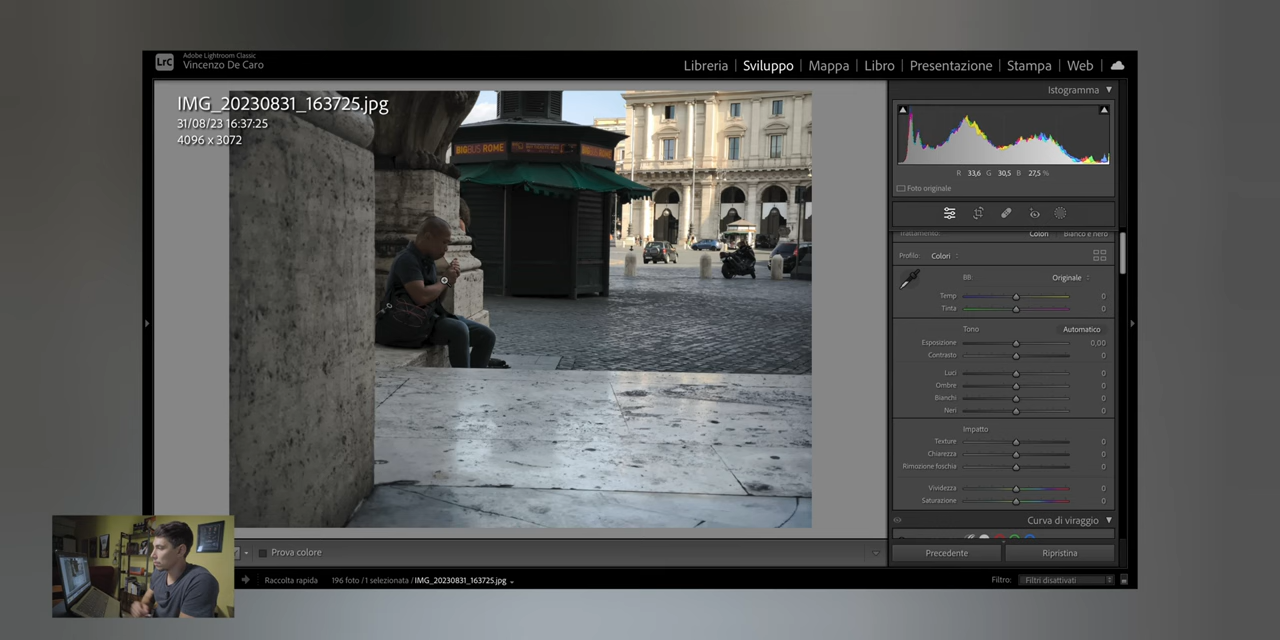 Adobe Lightroom Classic
LrC
Vincenzo De Caro
Libreria | Sviluppo | Mappa | Libro | Presentazione | Stampa | Web
Istogramma
IMG_20230831_163725.jpg
31/08/23 16:37:25
4096 x 3072
BIGBUS ROME
R 33,6 G 30,5 B 27,5 %
Foto originale
Trattamento: Colori Bianco e nero
Profilo: Colori
BB: Originale
Temp 0
Tinta 0
Tono Automatico
Esposizione 0,00
Contrasto 0
Luci 0
Ombre 0
Bianchi 0
Neri 0
Impatto
Texture 0
Chiarezza 0
Rimozione foschia 0
Vividezza 0
Saturazione 0
Curva di viraggio
Prova colore
Precedente Ripristina
Raccolta rapida 196 foto / 1 selezionata / IMG_20230831_163725.jpg
Filtro: Filtri disattivati